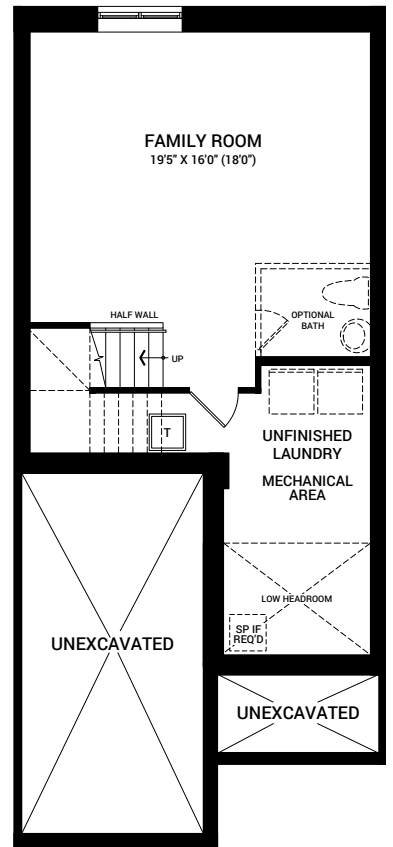 FAMILY ROOM
19'5" X 16'0" (18'0")
HALF WALL
OPTIONAL
BATH
UP
T
UNFINISHED
LAUNDRY
MECHANICAL
AREA
LOW HEADROOM
SP IF
REQ'D
UNEXCAVATED
UNEXCAVATED